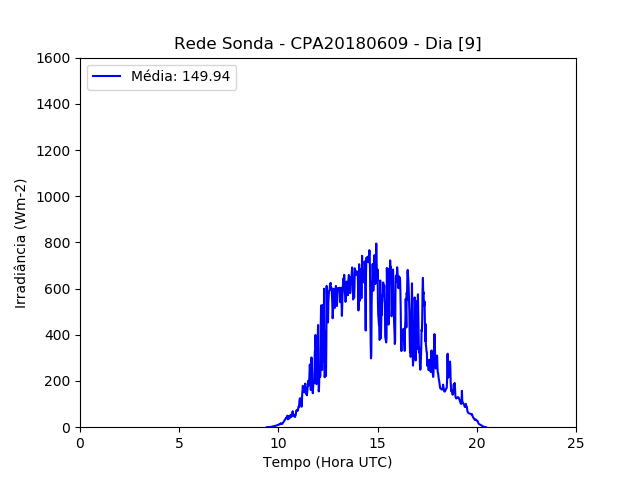 Rede Sonda - CPA20180609 - Dia [9]
Média: 149.94
1600
1400
1200
1000
800
600
400
200
0
Irradiância (Wm-2)
0 5 10 15 20 25
Tempo (Hora UTC)